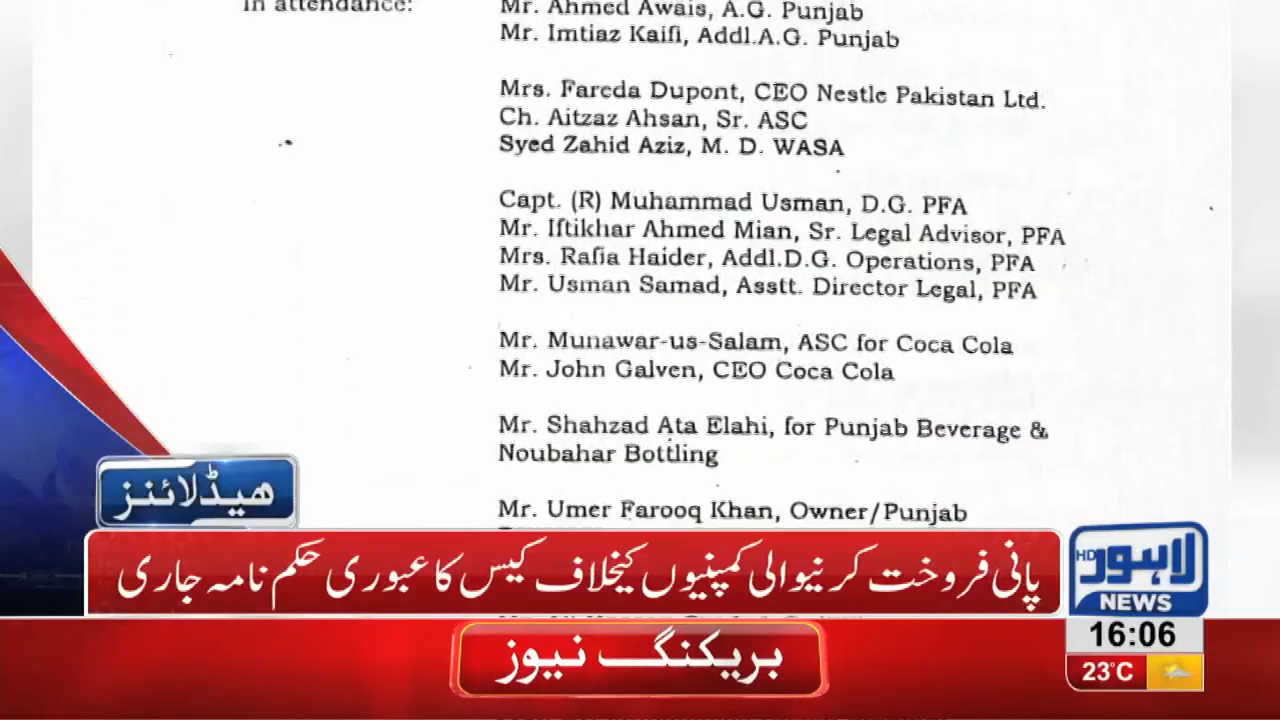 In attendance:
Mr. Ahmed Awais, A.G. Punjab
Mr. Imtiaz Kaifi, Addl.A.G. Punjab
Mrs. Fareda Dupont, CEO Nestle Pakistan Ltd.
Ch. Aitzaz Ahsan, Sr. ASC
Syed Zahid Aziz, M. D. WASA
Capt. (R) Muhammad Usman, D.G. PFA
Mr. Iftikhar Ahmed Mian, Sr. Legal Advisor, PFA
Mrs. Rafia Haider, Addl.D.G. Operations, PFA
Mr. Usman Samad, Asstt. Director Legal, PFA
Mr. Munawar-us-Salam, ASC for Coca Cola
Mr. John Galven, CEO Coca Cola
Mr. Shahzad Ata Elahi, for Punjab Beverage &
Noubahar Bottling
Mr. Umer Farooq Khan, Owner/Punjab
ہیڈلائنز
پانی فروخت کرنیوالی کمپنیوں کیخلاف کیس کا عبوری حکم نامہ جاری
لاہور HD
NEWS
بریکنگ نیوز
16:06
23°C